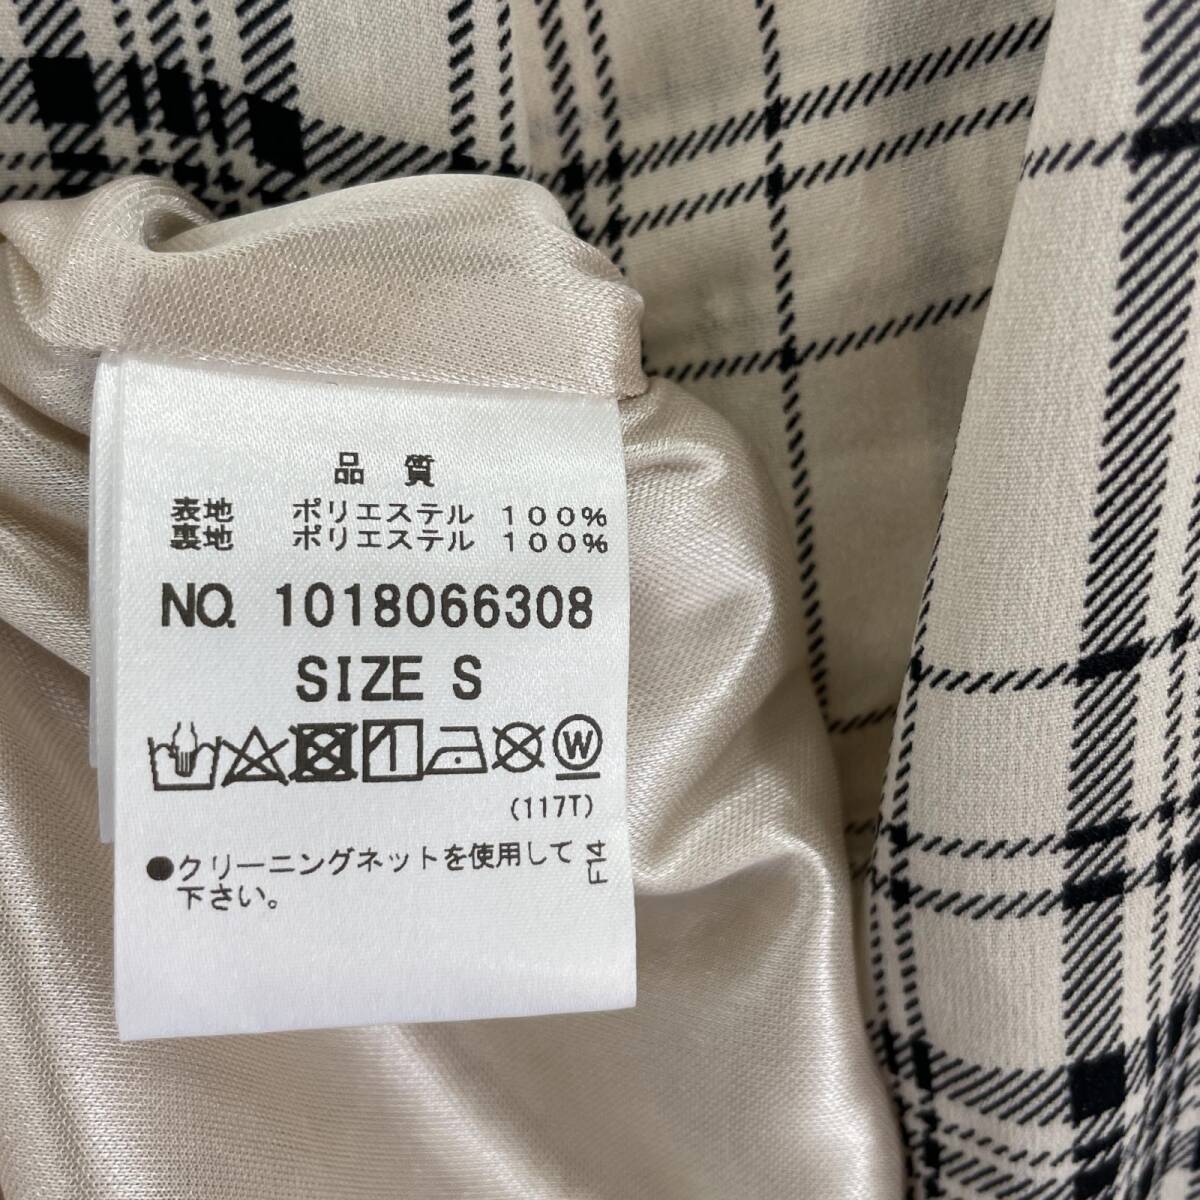 品 質
表地 ポリエステル 100%
裏地 ポリエステル 100%
NO. 1018066308
SIZE S
W
(117T)
●クリーニングネットを使用して
下さい。
F14